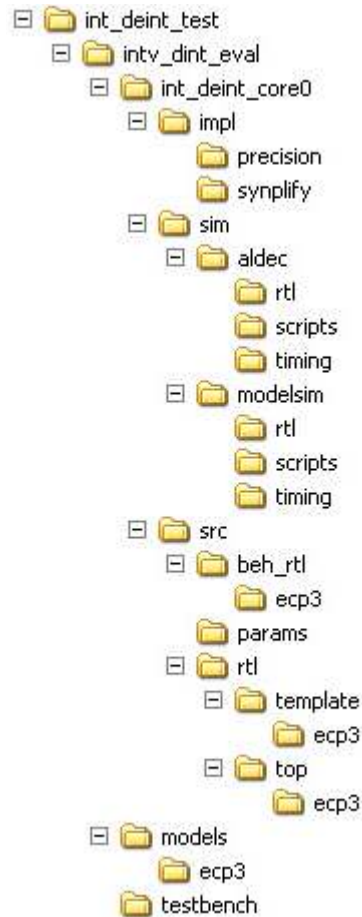 int_deint_test
intv_dint_eval
int_deint_core0
impl
precision
synplify
sim
aldec
rtl
scripts
timing
modelsim
rtl
scripts
timing
src
beh_rtl
ecp3
params
rtl
template
ecp3
top
ecp3
models
ecp3
testbench